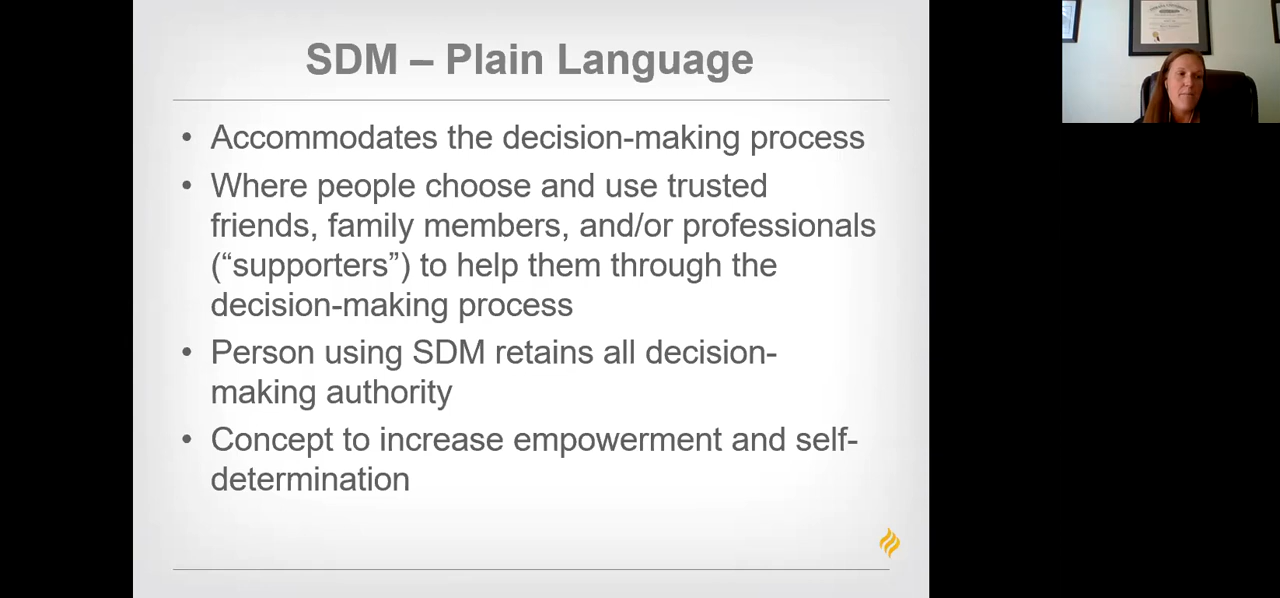 SDM – Plain Language
• Accommodates the decision-making process
• Where people choose and use trusted
friends, family members, and/or professionals
(“supporters”) to help them through the
decision-making process
• Person using SDM retains all decision-
making authority
• Concept to increase empowerment and self-
determination